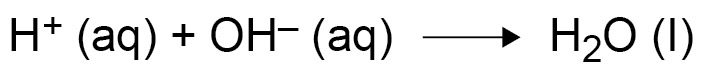 H⁺ (aq) + OH⁻ (aq) ⟶ H₂O (l)